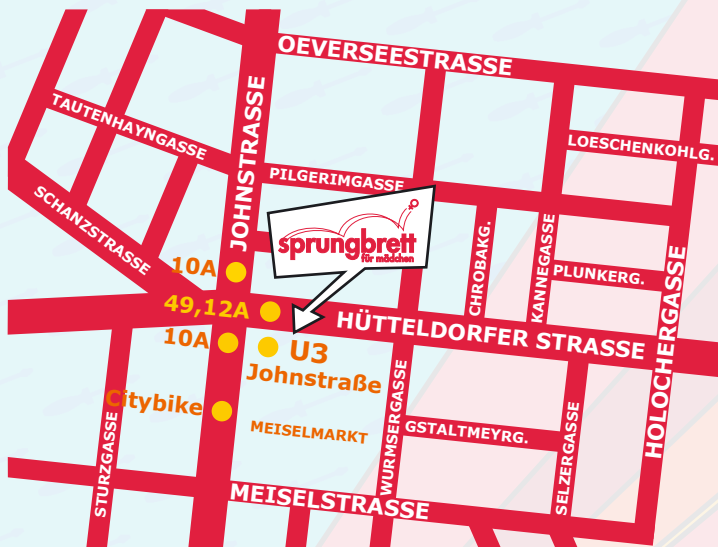 OEVERSEESTRASSE
JOHNSTRASSE
TAUTENHAYNGASSE
LOESCHENKOHLG.
PILGERIMGASSE
SCHANZSTRASSE
sprungbrett
für mädchen
CHROBAKG.
KANNEGASSE
PLUNKERG.
HOLOCHERGASSE
10A
49,12A
HÜTTELDORFER STRASSE
10A
U3
Johnstraße
Citybike
MEISELMARKT
WURMSERGASSE
GSTALTMEYRG.
SELZERGASSE
STURZGASSE
MEISELSTRASSE